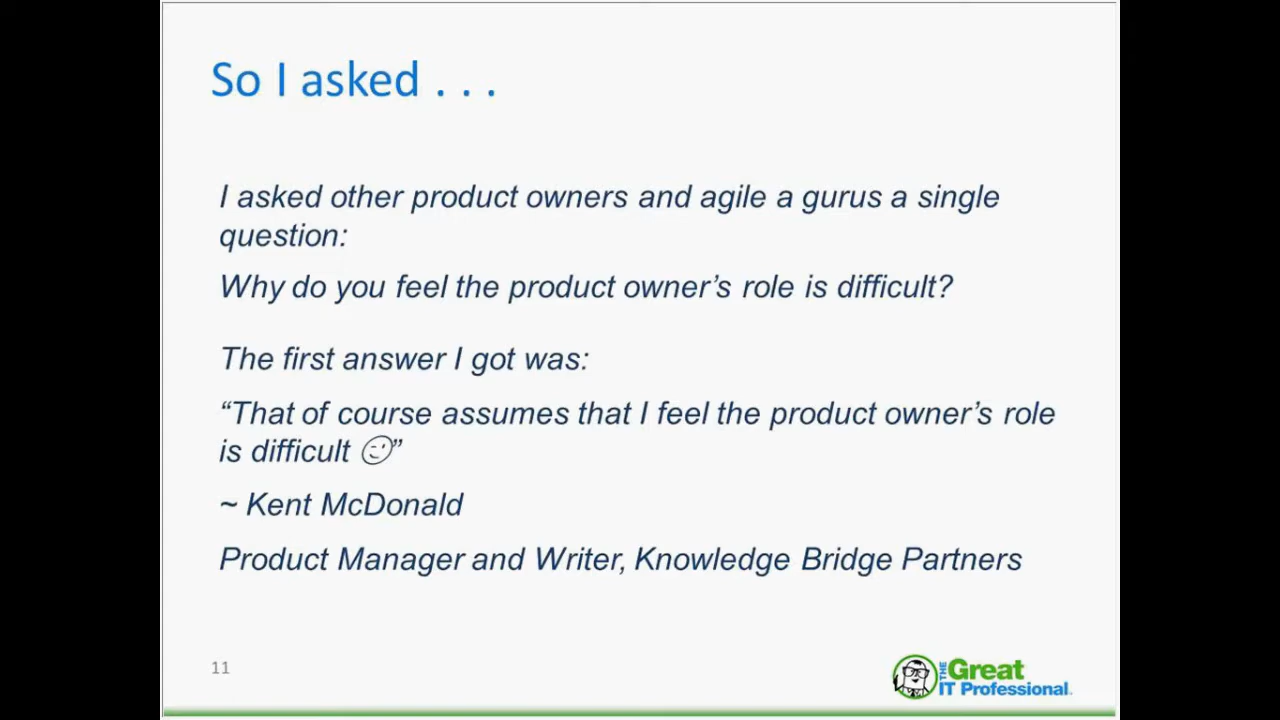 So I asked . . .
I asked other product owners and agile a gurus a single
question:
Why do you feel the product owner’s role is difficult?
The first answer I got was:
“That of course assumes that I feel the product owner’s role
is difficult 😉”
~ Kent McDonald
Product Manager and Writer, Knowledge Bridge Partners
11
THE Great
IT Professional